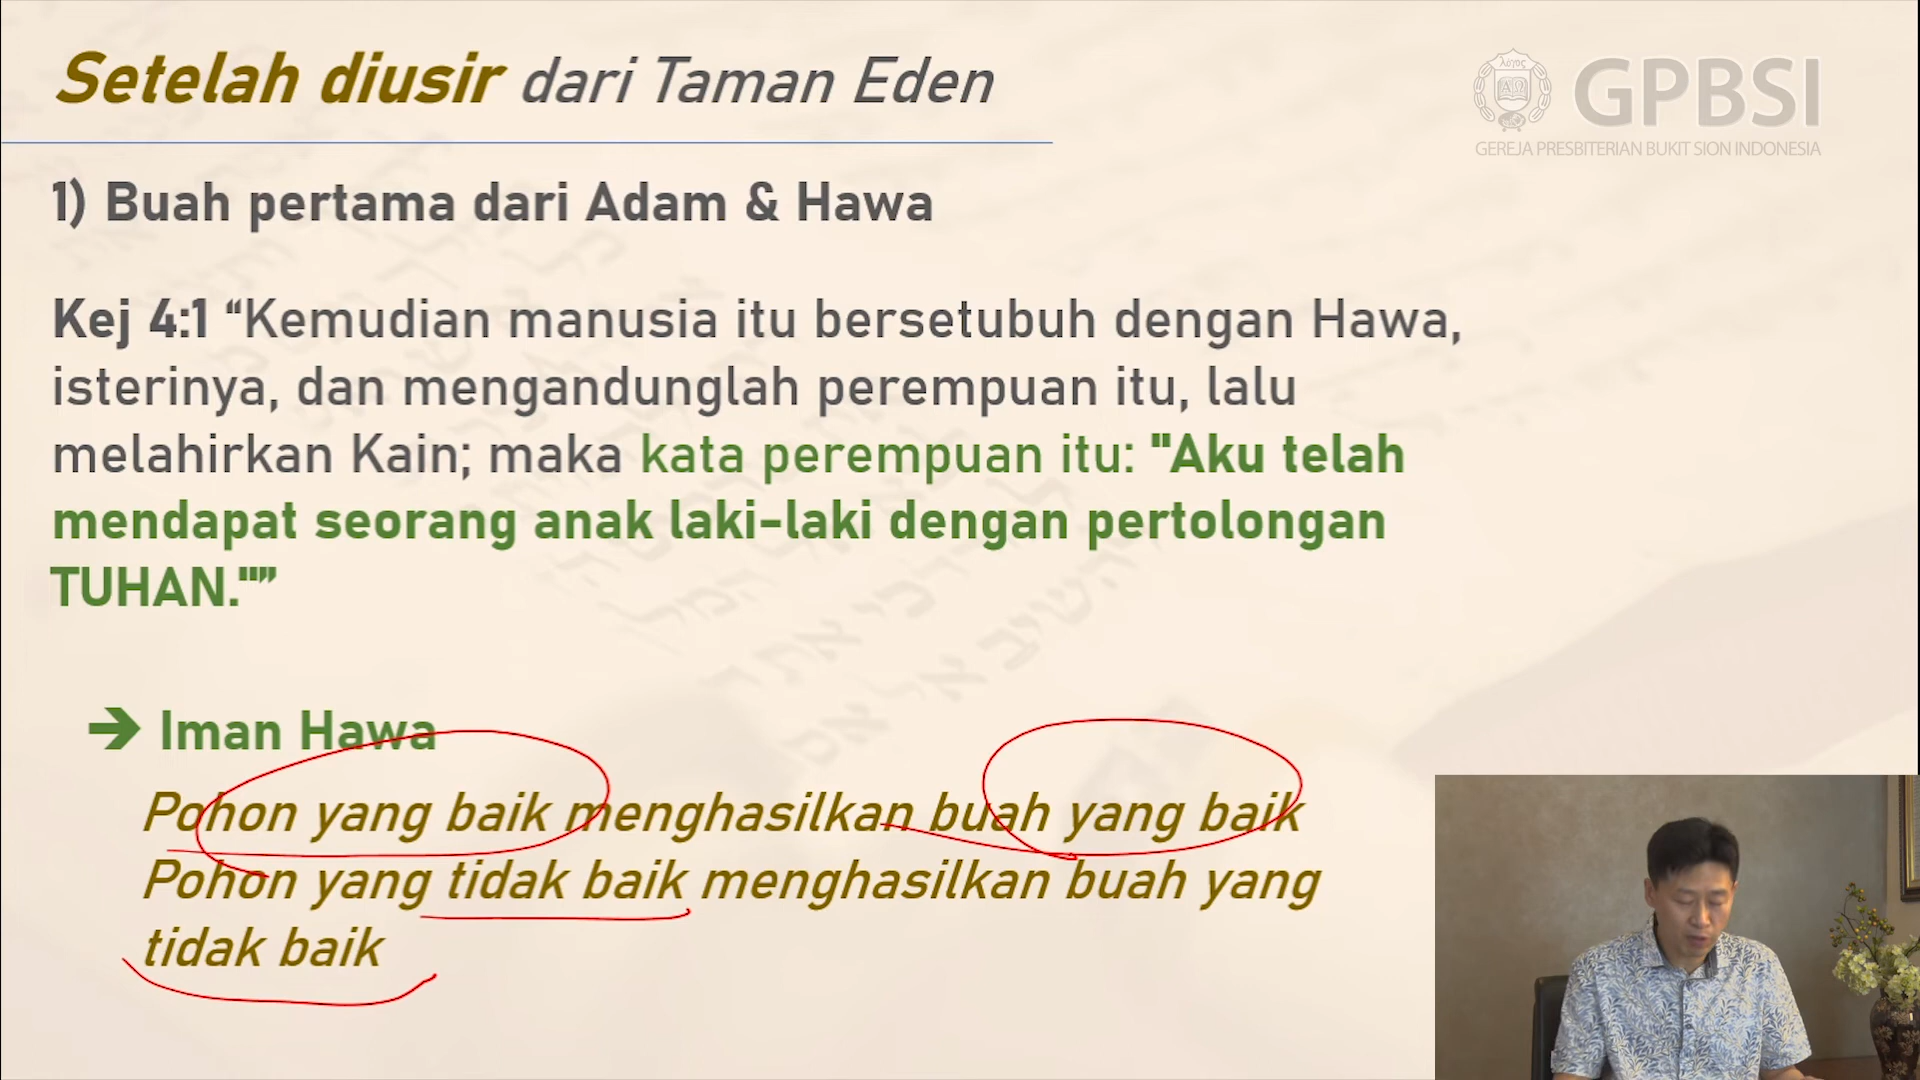 Setelah diusir dari Taman Eden
λόγος
A Ω
GPBSI
GEREJA PRESBITERIAN BUKIT SION INDONESIA
1) Buah pertama dari Adam & Hawa
Kej 4:1 “Kemudian manusia itu bersetubuh dengan Hawa,
isterinya, dan mengandunglah perempuan itu, lalu
melahirkan Kain; maka kata perempuan itu: "Aku telah
mendapat seorang anak laki-laki dengan pertolongan
TUHAN."”
➔ Iman Hawa
Pohon yang baik menghasilkan buah yang baik
Pohon yang tidak baik menghasilkan buah yang
tidak baik